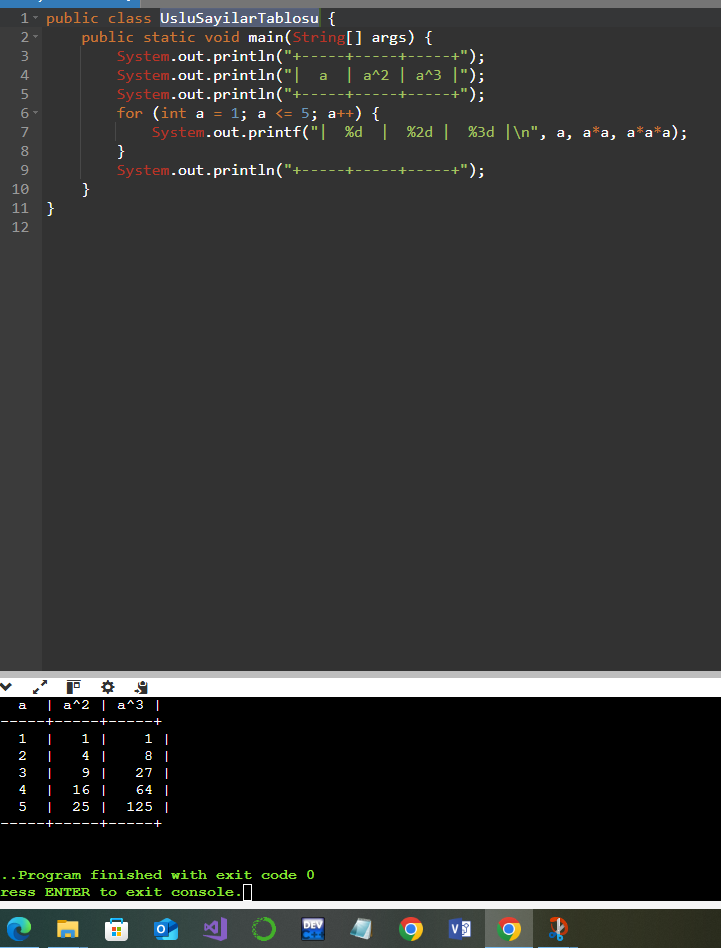 1 public class UsluSayilarTablosu {
2     public static void main(String[] args) {
3         System.out.println("+-----+-----+-----+");
4         System.out.println("|  a  | a^2 | a^3 |");
5         System.out.println("+-----+-----+-----+");
6         for (int a = 1; a <= 5; a++) {
7             System.out.printf("|  %d  |  %2d |  %3d |\n", a, a*a, a*a*a);
8         }
9         System.out.println("+-----+-----+-----+");
10     }
11 }
12
  a  | a^2 | a^3 |
-----+-----+-----+
  1  |   1 |    1 |
  2  |   4 |    8 |
  3  |   9 |   27 |
  4  |  16 |   64 |
  5  |  25 |  125 |
-----+-----+-----+
..Program finished with exit code 0
ress ENTER to exit console.
DEV